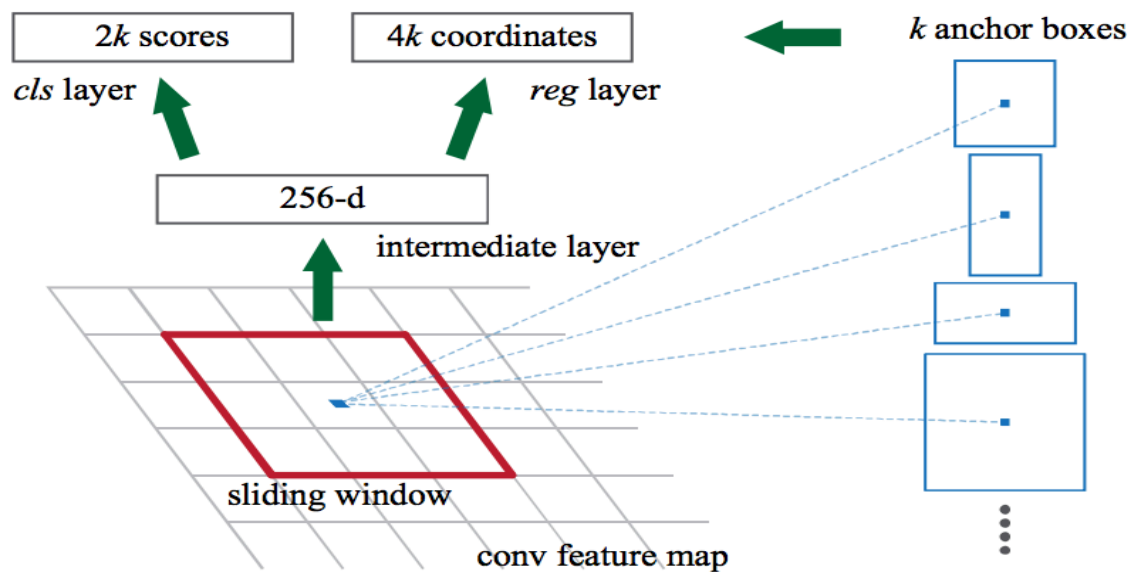 2k scores
4k coordinates
k anchor boxes
cls layer
reg layer
256-d
intermediate layer
sliding window
conv feature map